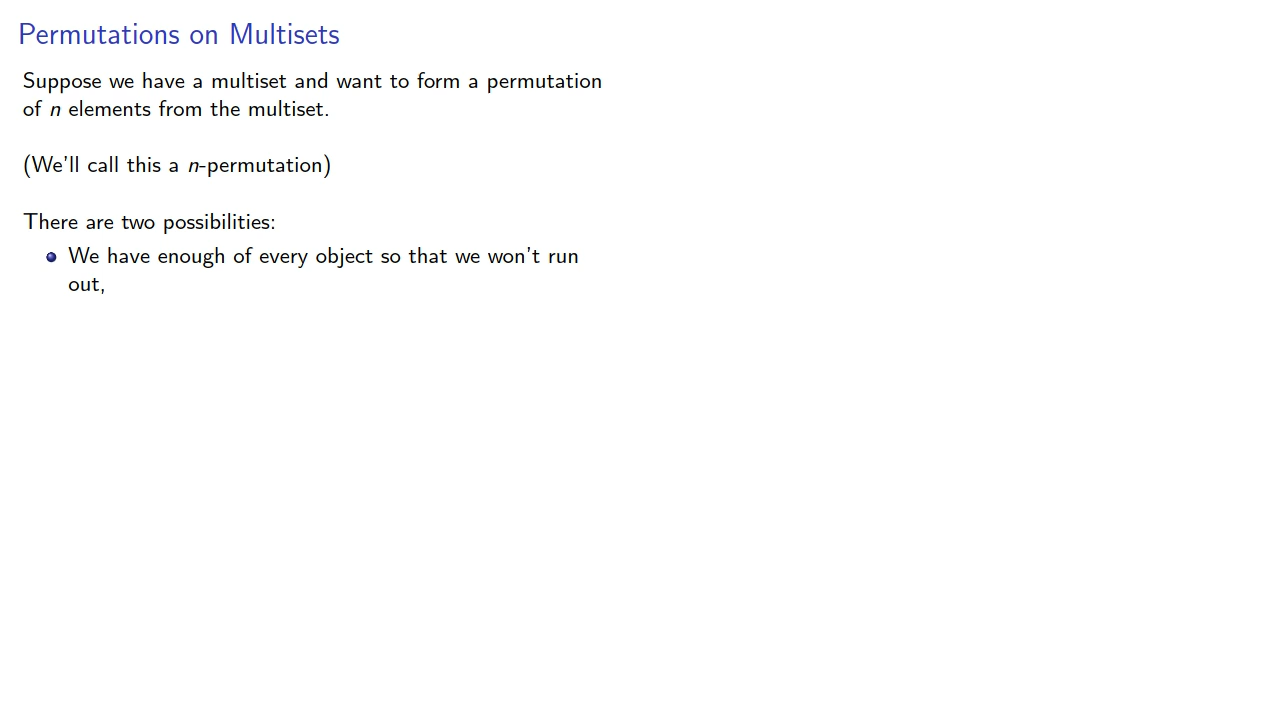 Permutations on Multisets
Suppose we have a multiset and want to form a permutation
of n elements from the multiset.
(We'll call this a n-permutation)
There are two possibilities:
We have enough of every object so that we won't run
out,